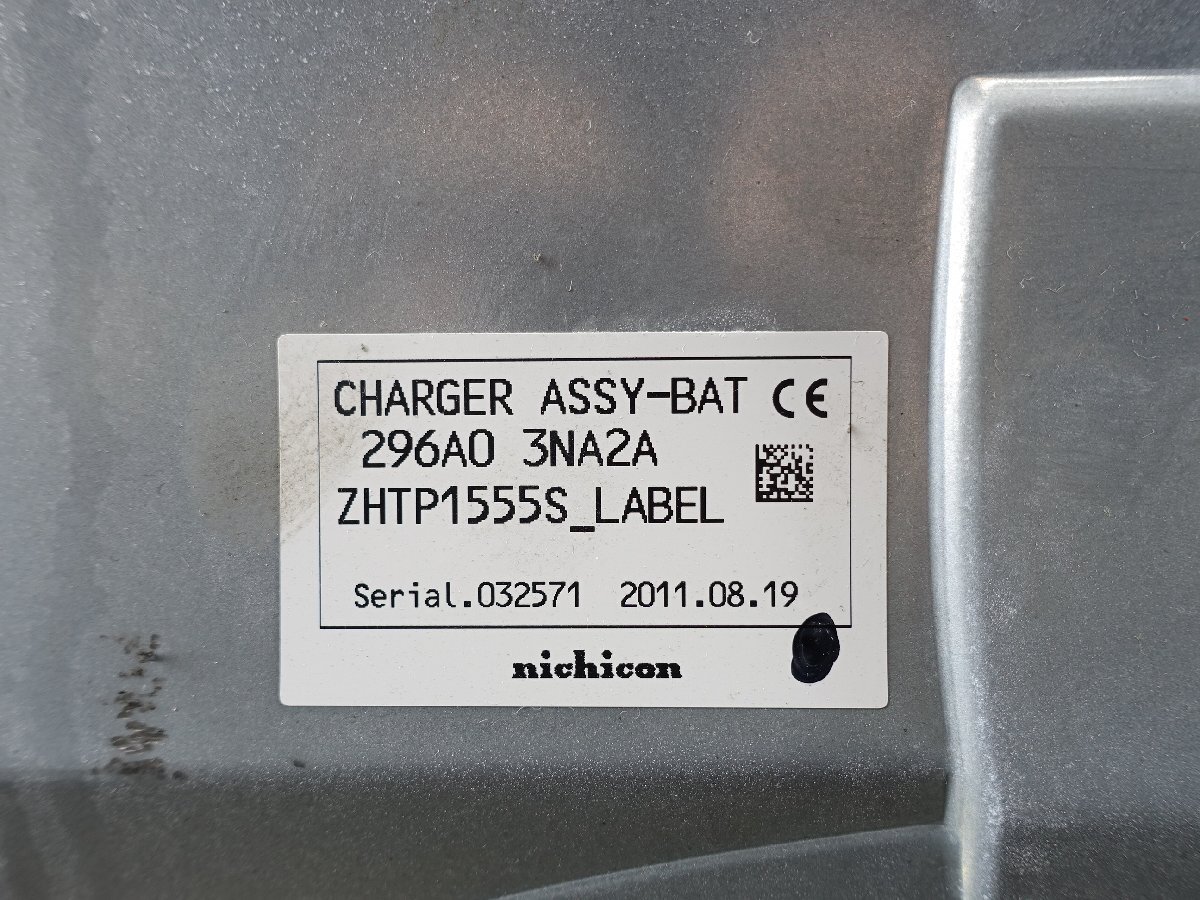 CHARGER ASSY-BAT CE
296A0 3NA2A
ZHTP1555S_LABEL
Serial.032571 2011.08.19
nichicon